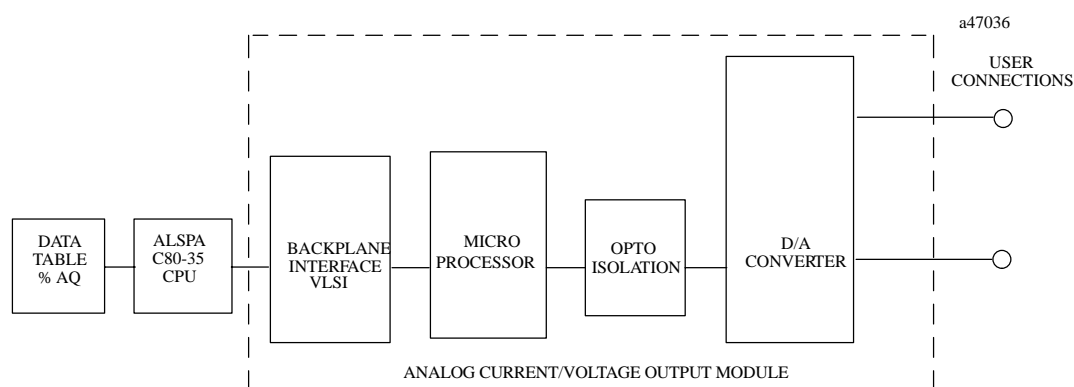 a47036
USER
CONNECTIONS
DATA
TABLE
% AQ
ALSPA
C80-35
CPU
BACKPLANE
INTERFACE
VLSI
MICRO
PROCESSOR
OPTO
ISOLATION
D/A
CONVERTER
ANALOG CURRENT/VOLTAGE OUTPUT MODULE